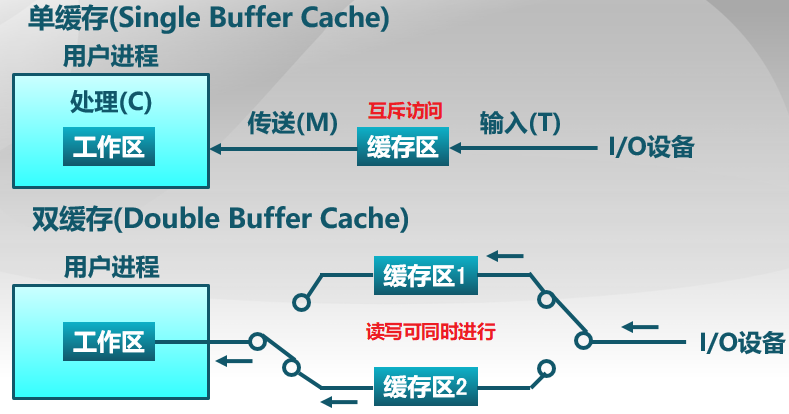 单缓存(Single Buffer Cache)
用户进程
处理(C)
工作区
传送(M)
互斥访问
缓存区
输入(T)
I/O设备
双缓存(Double Buffer Cache)
用户进程
工作区
缓存区1
读写可同时进行
缓存区2
I/O设备